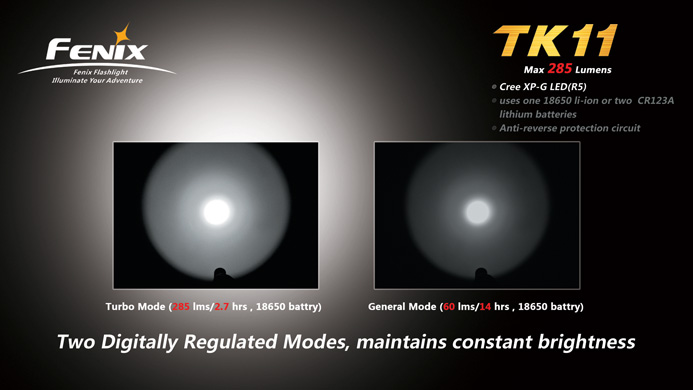 FENIX
Fenix Flashlight
Illuminate Your Adventure
TK11
Max 285 Lumens
Cree XP-G LED(R5)
uses one 18650 li-ion or two CR123A
lithium batteries
Anti-reverse protection circuit
Turbo Mode (285 lms/2.7 hrs , 18650 battry)
General Mode (60 lms/14 hrs , 18650 battry)
Two Digitally Regulated Modes, maintains constant brightness